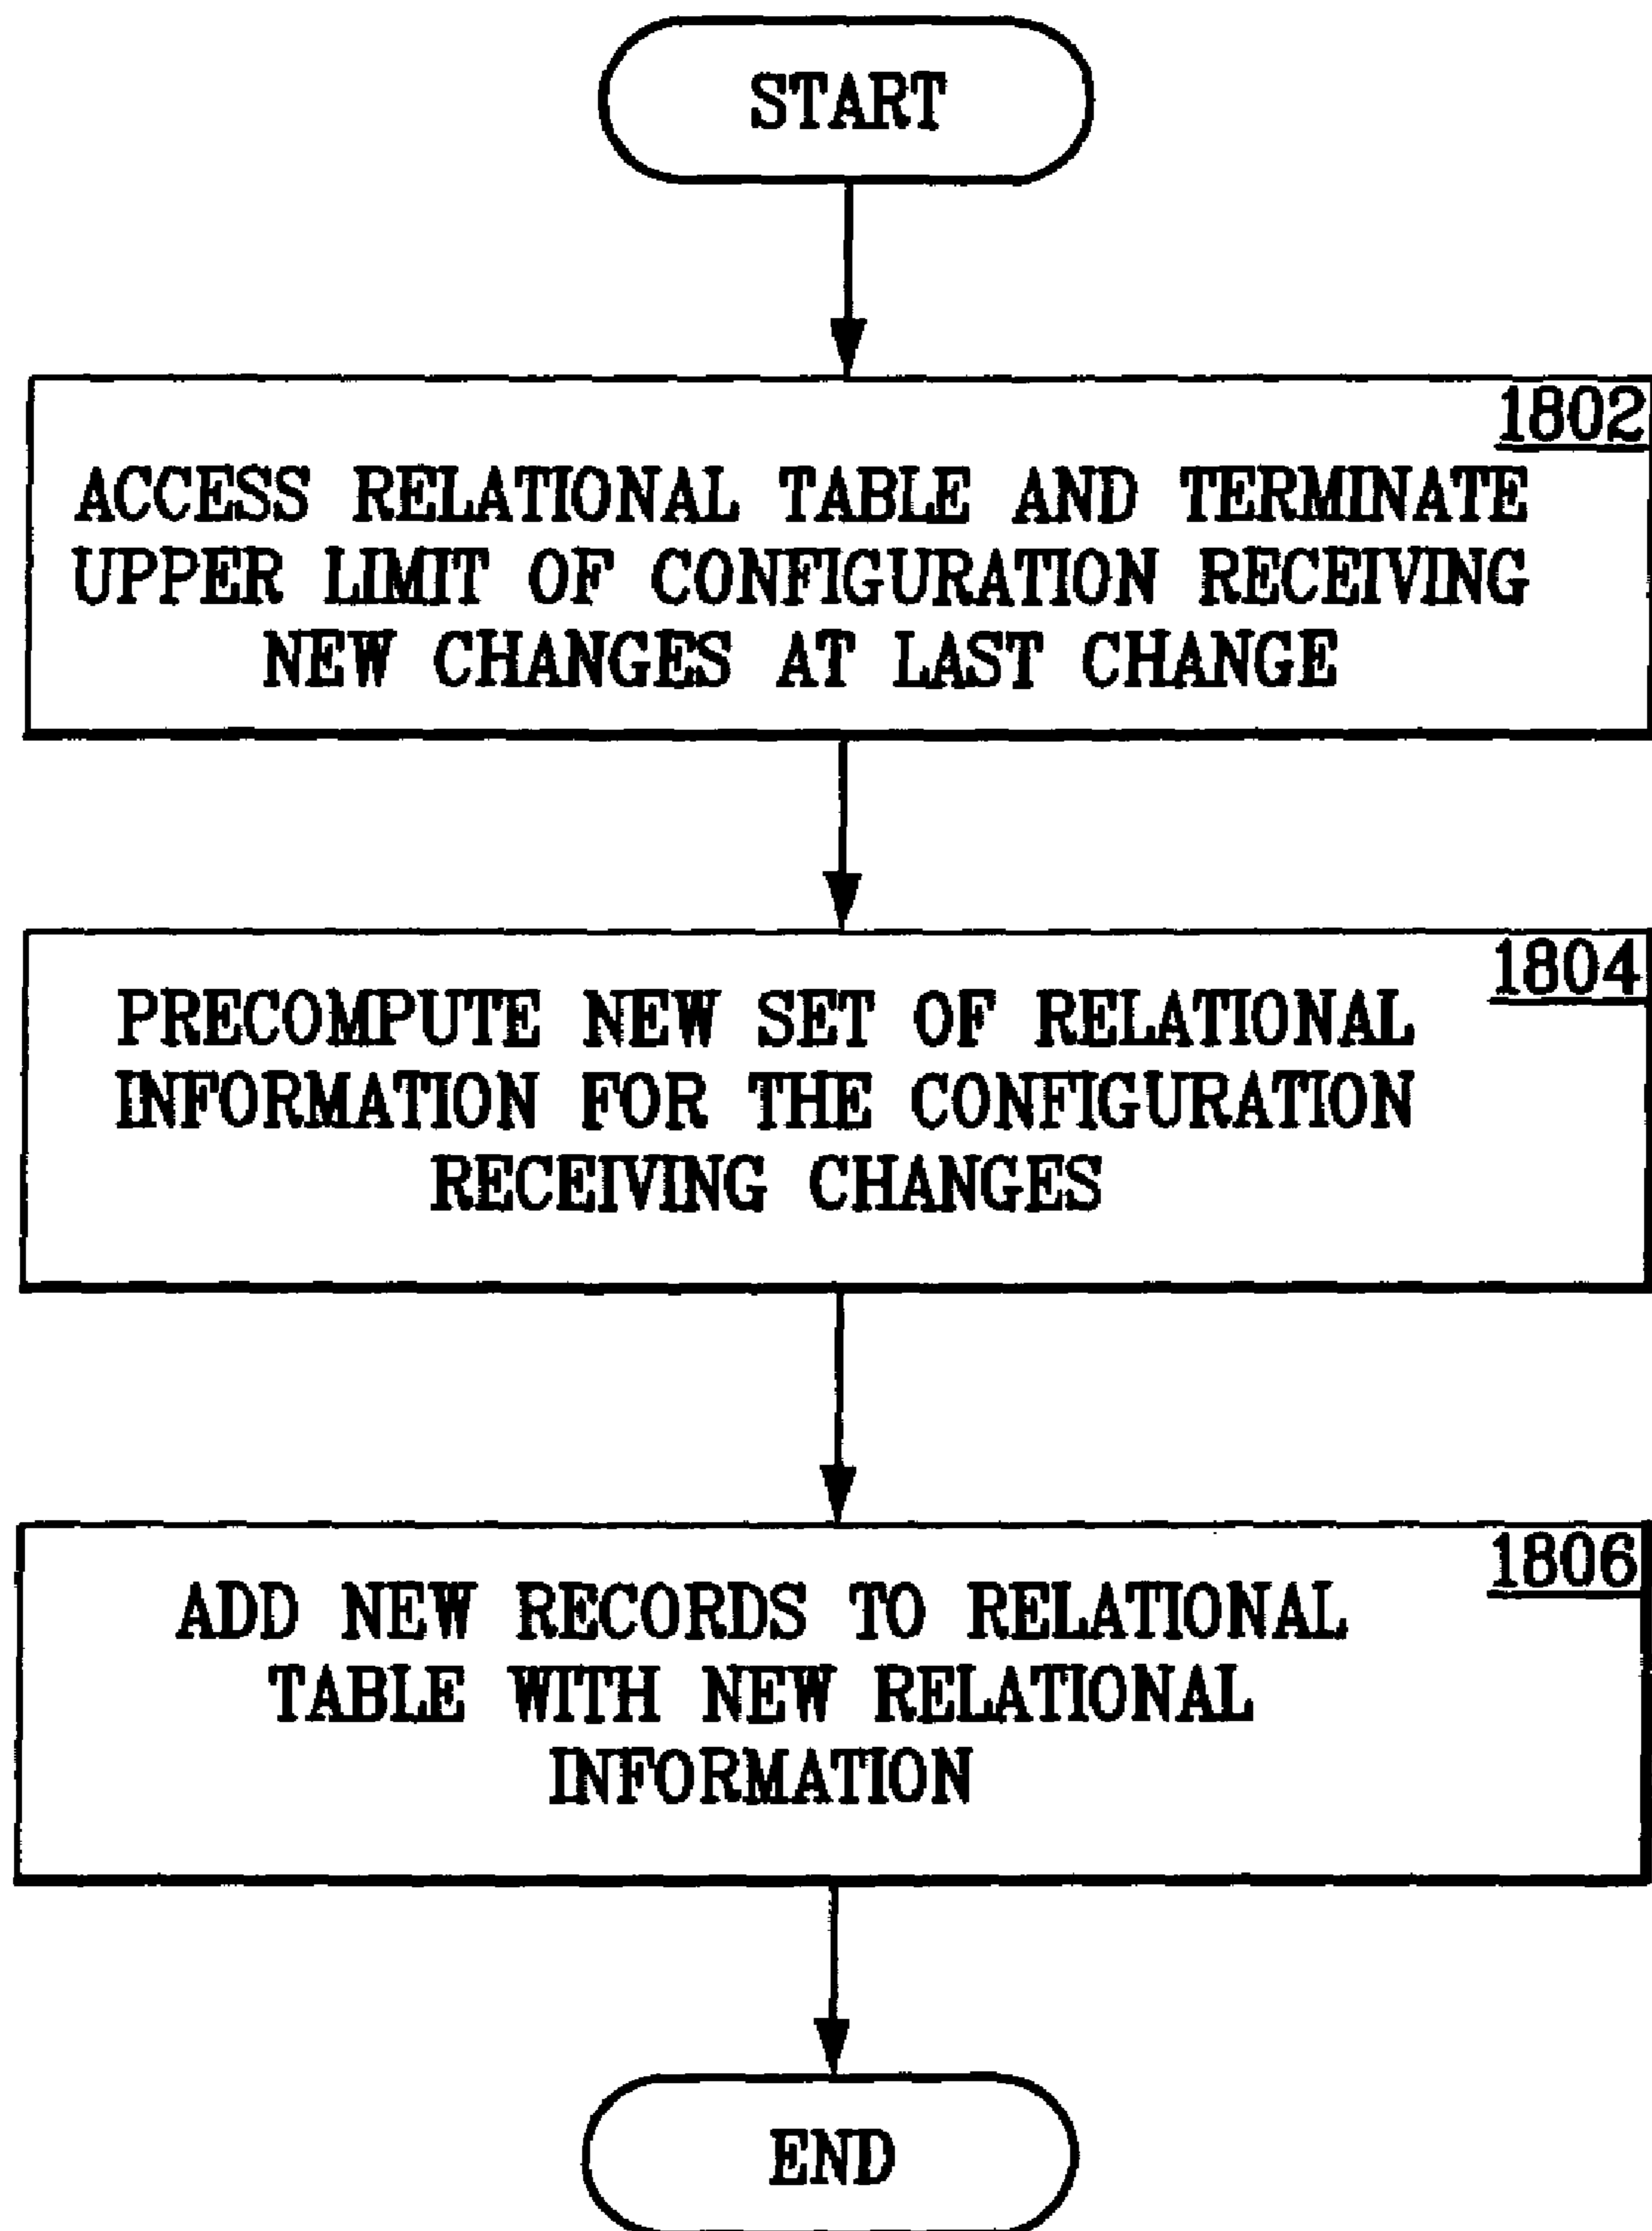 START
1802
ACCESS RELATIONAL TABLE AND TERMINATE
UPPER LIMIT OF CONFIGURATION RECEIVING
NEW CHANGES AT LAST CHANGE
1804
PRECOMPUTE NEW SET OF RELATIONAL
INFORMATION FOR THE CONFIGURATION
RECEIVING CHANGES
1806
ADD NEW RECORDS TO RELATIONAL
TABLE WITH NEW RELATIONAL
INFORMATION
END